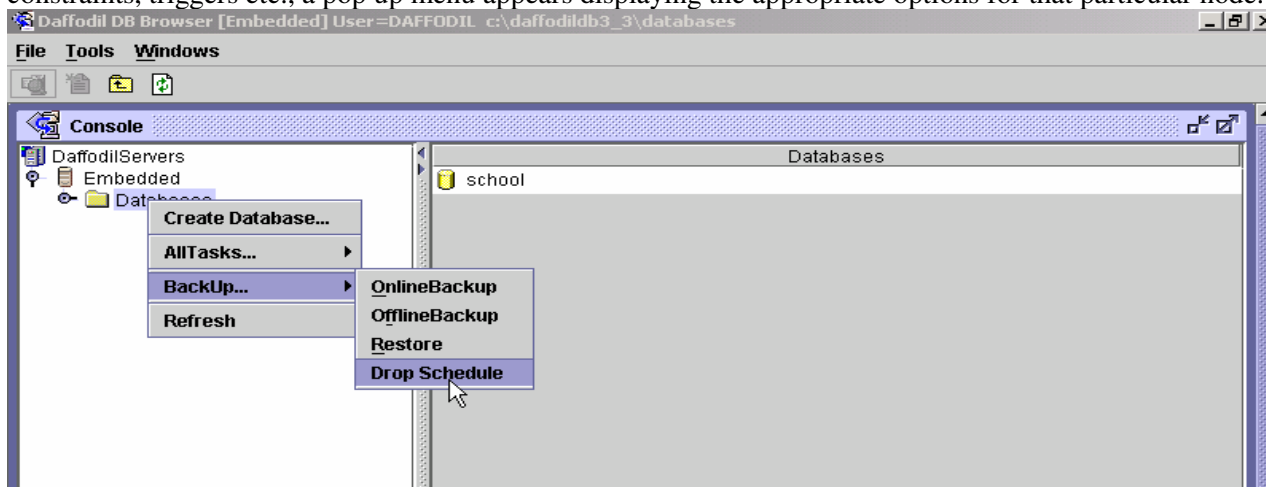 constraints, triggers etc., a pop up menu appears displaying the appropriate options for that particular node.
Daffodil DB Browser [Embedded] User=DAFFODIL c:\daffodildb3_3\databases
File Tools Windows
Console
DaffodilServers
Databases
Embedded
school
Databases
Create Database...
AllTasks...
BackUp...
OnlineBackup
Refresh
OfflineBackup
Restore
Drop Schedule